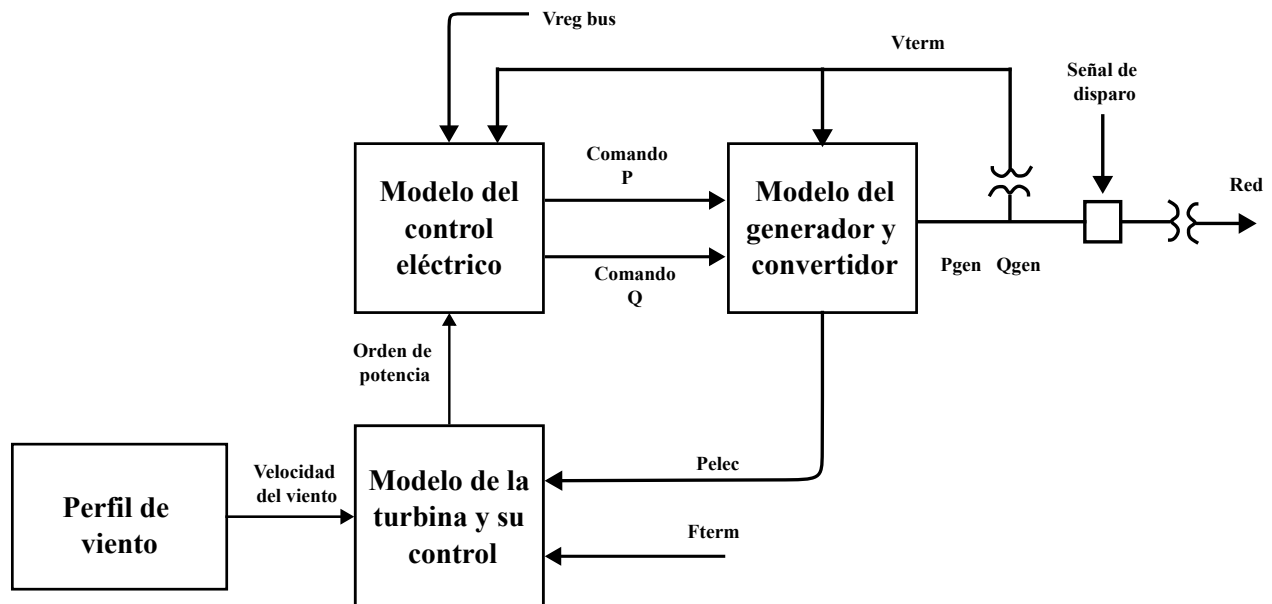 Vreg bus
Vterm
Señal de
disparo
Modelo del
control
eléctrico
Comando
P
Comando
Q
Modelo del
generador y
convertidor
Red
Pgen Qgen
Orden de
potencia
Perfil de
viento
Velocidad
del viento
Modelo de la
turbina y su
control
Pelec
Fterm